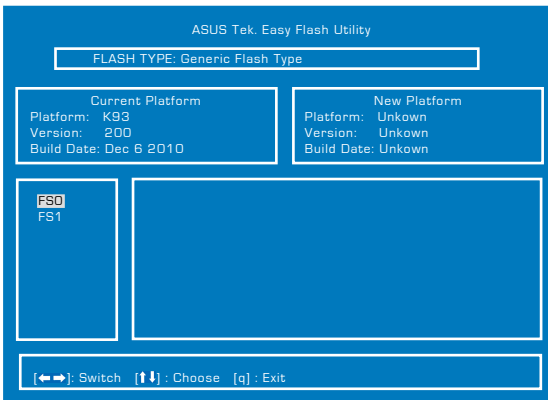 ASUS Tek. Easy Flash Utility
FLASH TYPE: Generic Flash Type
Current Platform
Platform: K93
Version: 200
Build Date: Dec 6 2010
New Platform
Platform: Unkown
Version: Unkown
Build Date: Unkown
FS0
FS1
[←→]: Switch [↑↓] : Choose [q] : Exit